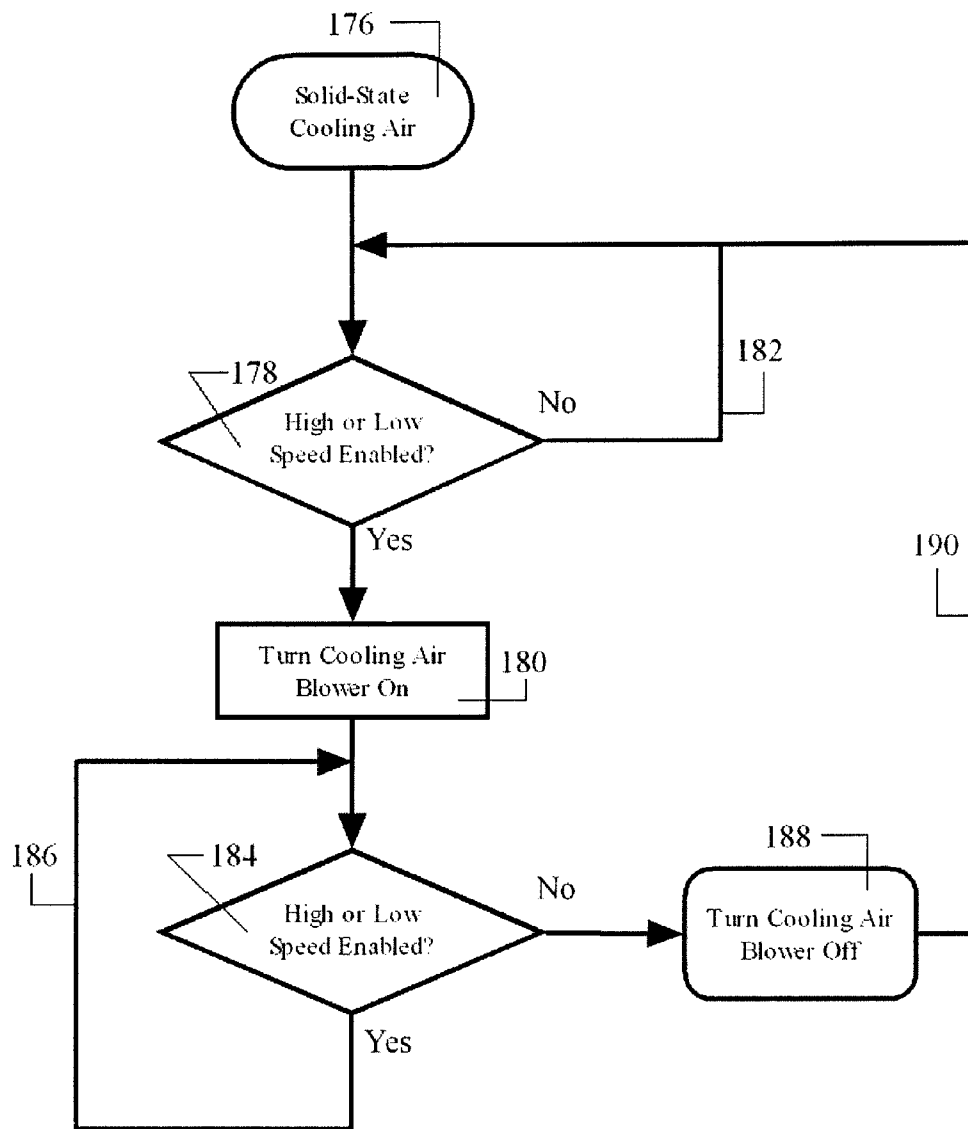 176
Solid-State
Cooling Air
182
178
High or Low
Speed Enabled?
No
Yes
190
Turn Cooling Air
Blower On
180
186
184
High or Low
Speed Enabled?
No
188
Turn Cooling Air
Blower Off
Yes